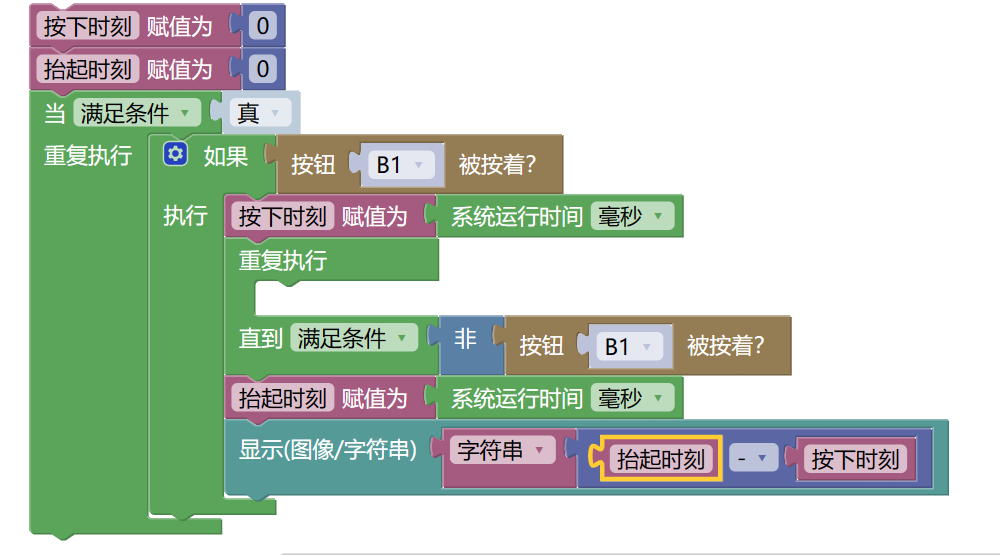 按下时刻 赋值为 0
抬起时刻 赋值为 0
当 满足条件 真
重复执行 如果 按钮 B1 被按着?
执行 按下时刻 赋值为 系统运行时间 毫秒
重复执行
直到 满足条件 非 按钮 B1 被按着?
抬起时刻 赋值为 系统运行时间 毫秒
显示(图像/字符串) 字符串 抬起时刻 - 按下时刻